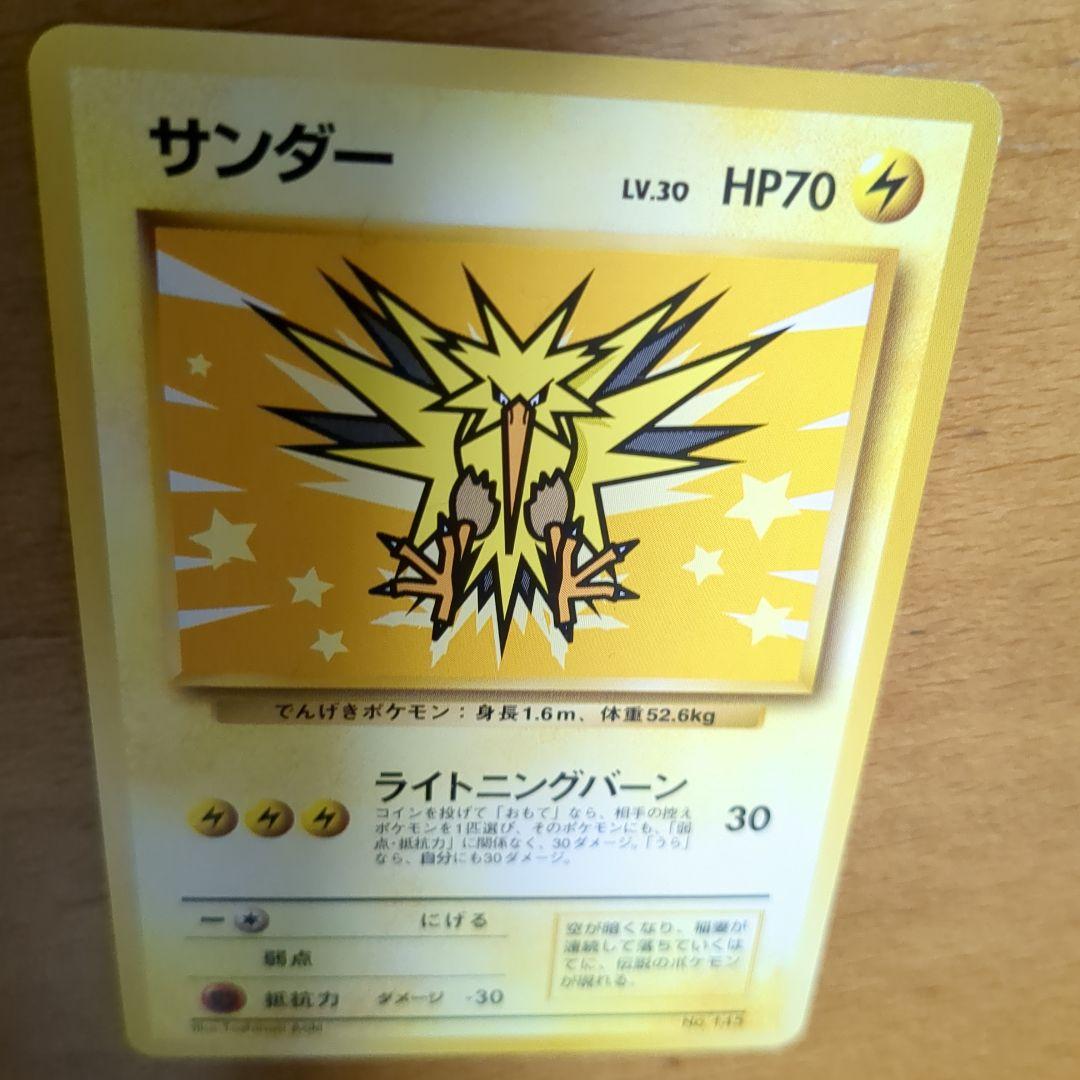 サンダー
LV.30 HP70
でんげきポケモン：身長1.6m、体重52.6kg
ライトニングバーン
コインを投げて「おもて」なら、相手の控え
ポケモンを1匹選び、そのポケモンにも、「弱
点・抵抗力」に関係なく、30ダメージ。「うら」
なら、自分にも30ダメージ。
30
にげる
弱点
抵抗力 ダメージ -30
空が暗くなり、稲妻が
連続して落ちていくは
てに、伝説のポケモン
が現れる。
No. 145